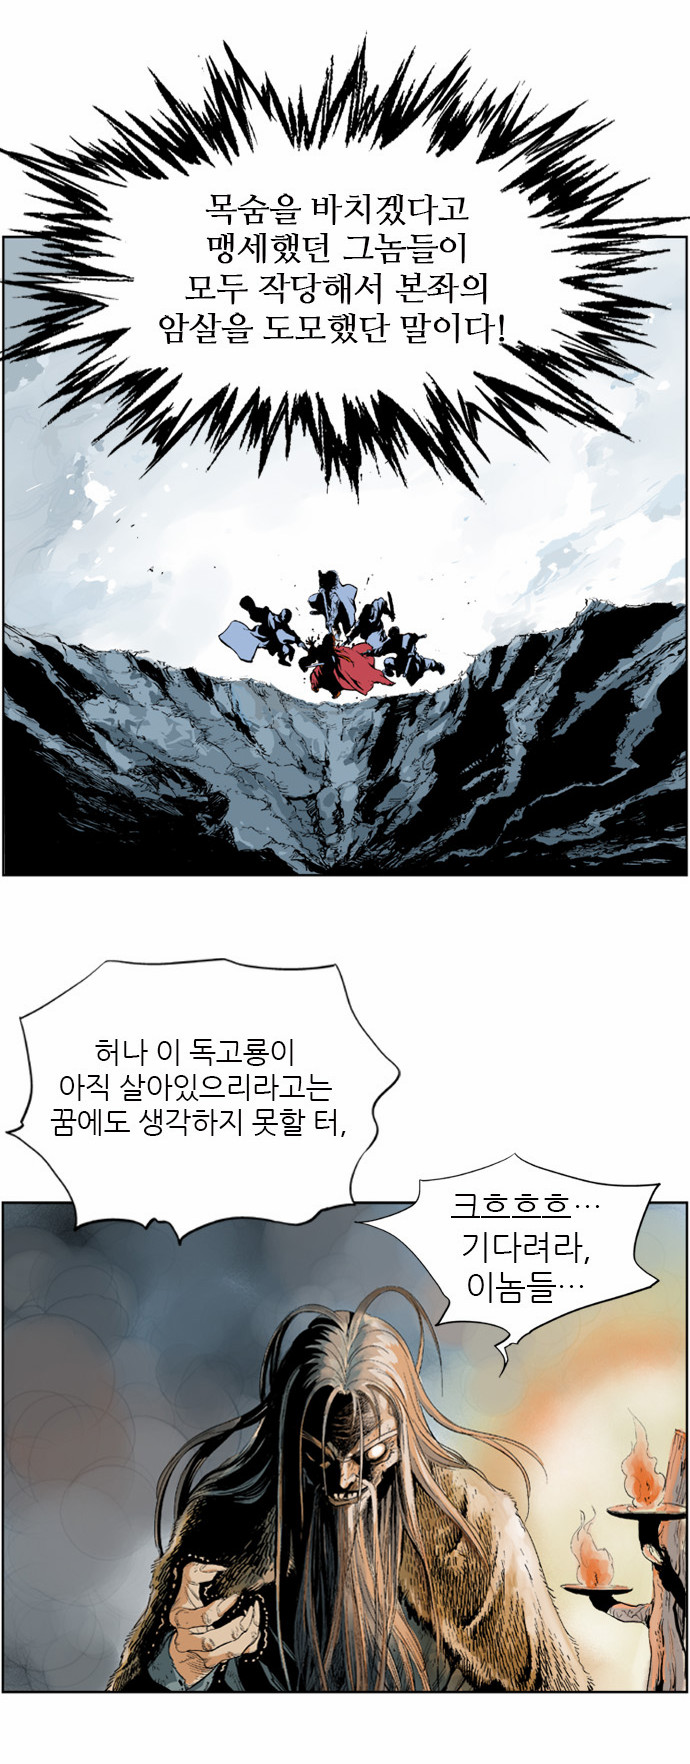 목숨을 바치겠다고
맹세했던 그놈들이
모두 작당해서 본좌의
암살을 도모했단 말이다!
허나 이 독고룡이
아직 살아있으리라고는
꿈에도 생각하지 못할 터,
크흐흐흐…
기다려라,
이놈들…